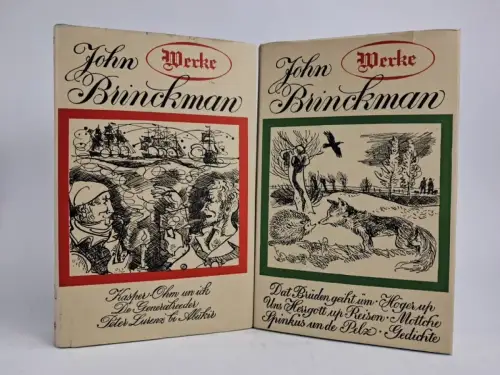 John Werke
Brinckman
Kasper-Ohm un ick
De Generalreeder
Peter Lurenz bi Abukir
John Werke
Brinckman
Dat Brüden geiht üm · Höger up
Uns Herrgott up Reisen · Mottche
Spinkus un de Pelz · Gedichte